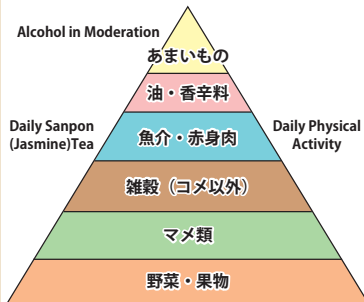 Alcohol in Moderation
あまいもの
油・香辛料
Daily Sanpon
(Jasmine)Tea
魚介・赤身肉
Daily Physical
Activity
雑穀（コメ以外）
マメ類
野菜・果物